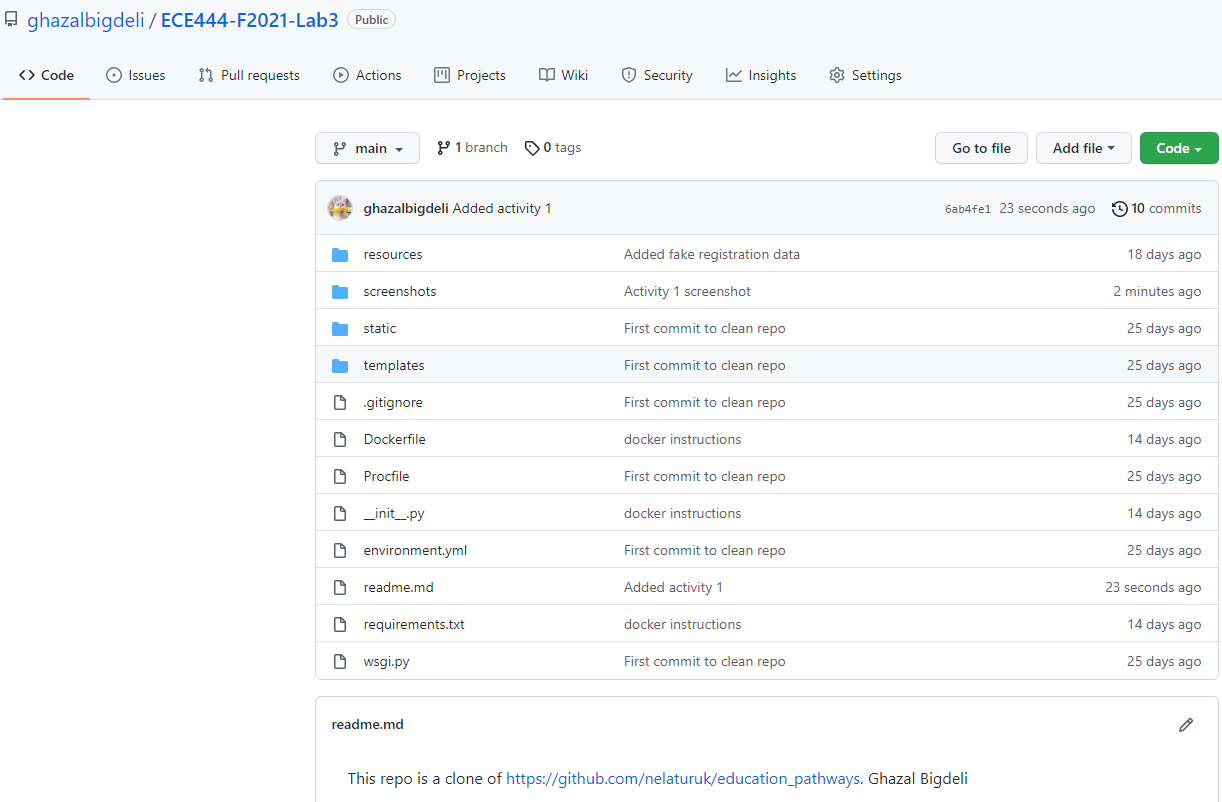 ghazalbigdeli / ECE444-F2021-Lab3 Public
Code Issues Pull requests Actions Projects Wiki Security Insights Settings
main 1 branch 0 tags Go to file Add file Code
ghazalbigdeli Added activity 1 6ab4fe1 23 seconds ago 10 commits
resources Added fake registration data 18 days ago
screenshots Activity 1 screenshot 2 minutes ago
static First commit to clean repo 25 days ago
templates First commit to clean repo 25 days ago
.gitignore First commit to clean repo 25 days ago
Dockerfile docker instructions 14 days ago
Procfile First commit to clean repo 25 days ago
__init__.py docker instructions 14 days ago
environment.yml First commit to clean repo 25 days ago
readme.md Added activity 1 23 seconds ago
requirements.txt docker instructions 14 days ago
wsgi.py First commit to clean repo 25 days ago
readme.md
This repo is a clone of https://github.com/nelaturuk/education_pathways. Ghazal Bigdeli